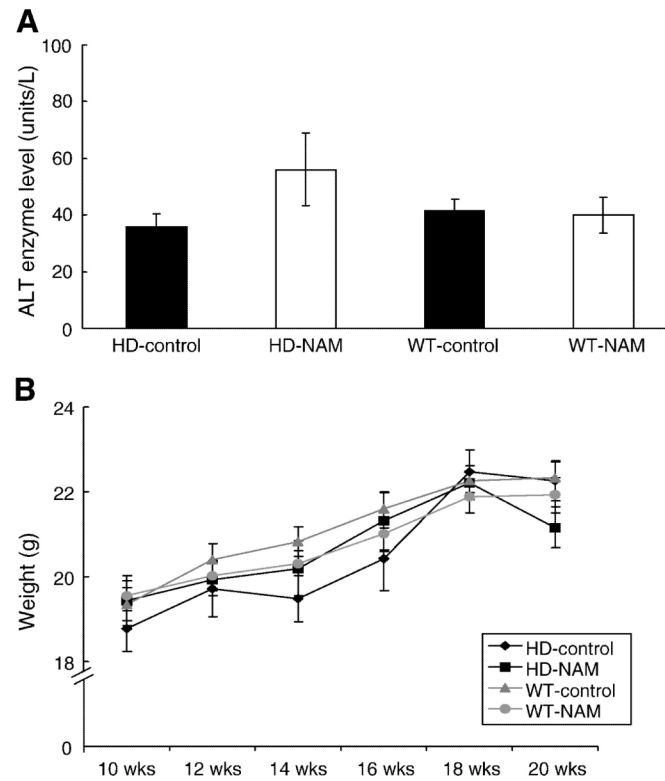 A
ALT enzyme level (units/L)
100
80
60
40
20
0
HD-control HD-NAM WT-control WT-NAM
B
Weight (g)
24
22
20
18
0
HD-control
HD-NAM
WT-control
WT-NAM
10 wks 12 wks 14 wks 16 wks 18 wks 20 wks